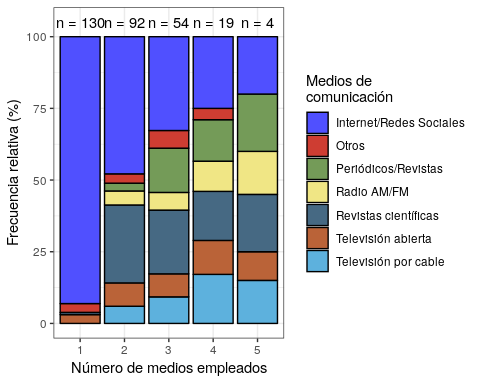 n = 130 n = 92 n = 54 n = 19 n = 4
100
75
50
25
0
Frecuencia relativa (%)
1 2 3 4 5
Número de medios empleados
Medios de
comunicación
Internet/Redes Sociales
Otros
Periódicos/Revistas
Radio AM/FM
Revistas científicas
Televisión abierta
Televisión por cable